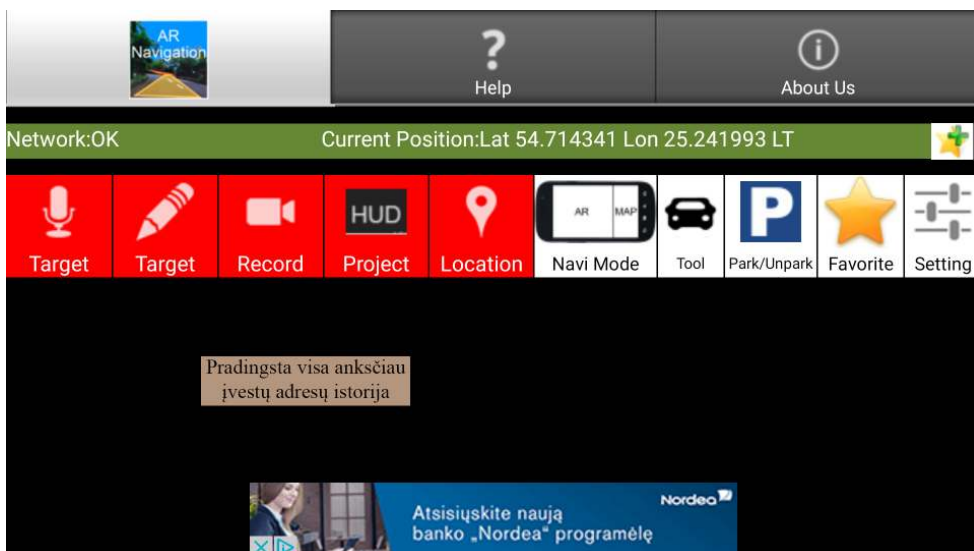 AR
Navigation
Help
About Us
Network:OK
Current Position:Lat 54.714341 Lon 25.241993 LT
HUD
AR
MAP
P
Target
Target
Record
Project
Location
Navi Mode
Tool
Park/Unpark
Favorite
Setting
Pradingsta visa anksčiau
įvestų adresų istorija
Nordea
Atsisiųskite naują
banko „Nordea“ programėlę